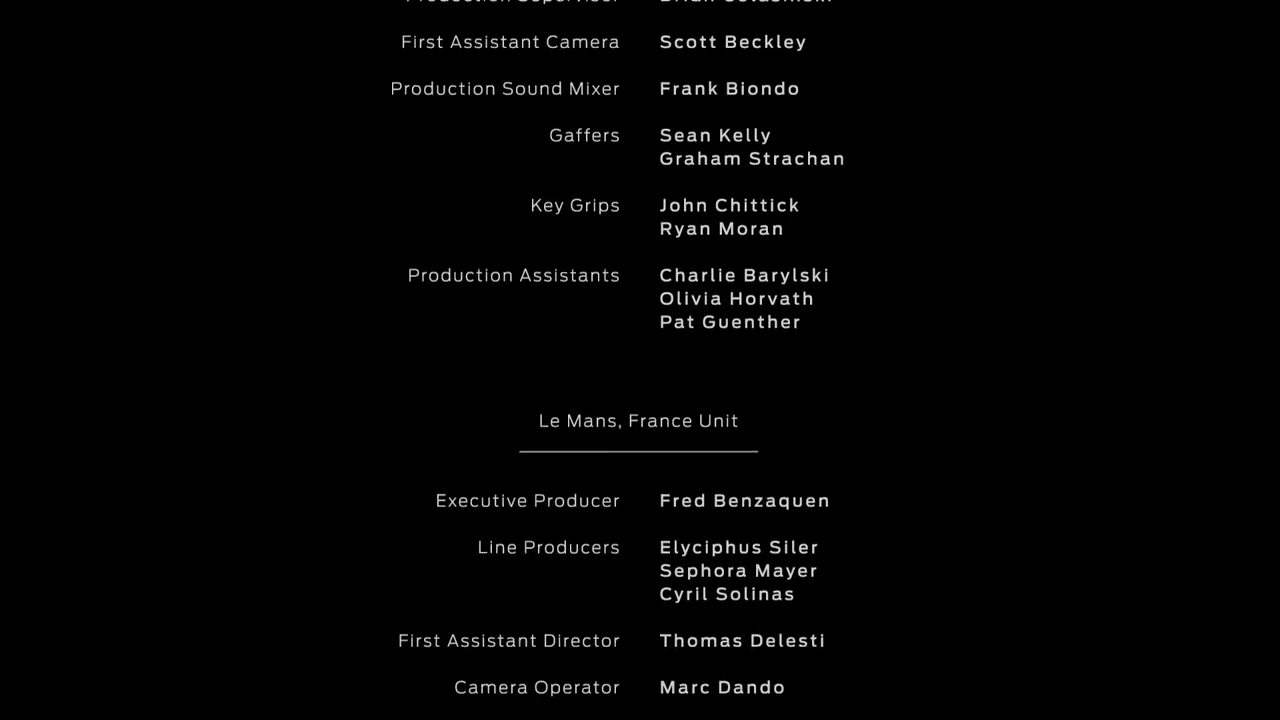 First Assistant Camera Scott Beckley
Production Sound Mixer Frank Biondo
Gaffers Sean Kelly
Graham Strachan
Key Grips John Chittick
Ryan Moran
Production Assistants Charlie Barylski
Olivia Horvath
Pat Guenther
Le Mans, France Unit
Executive Producer Fred Benzaquen
Line Producers Elyciphus Siler
Sephora Mayer
Cyril Solinas
First Assistant Director Thomas Delesti
Camera Operator Marc Dando